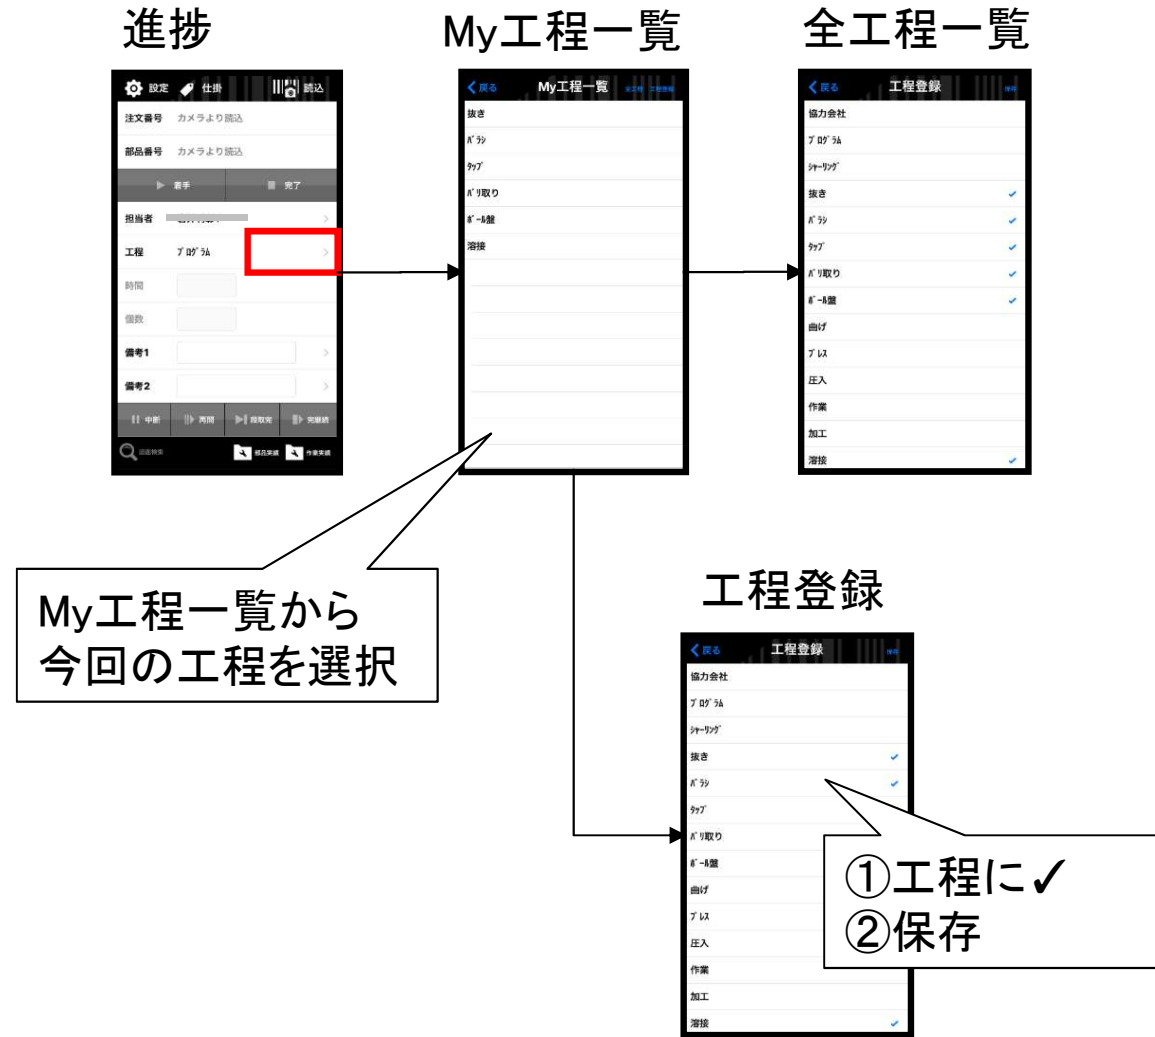 進捗
My工程一覧
全工程一覧
設定
仕掛
読込
注文番号 カメラより読込
部品番号 カメラより読込
着手
完了
担当者
工程 ﾌﾟﾛｸﾞﾗﾑ
時間
個数
備考1
備考2
中断
再開
段取完
完継続
部品実績
作業実績
戻る
My工程一覧
全工程 工程登録
抜き
ﾊﾞﾗｼ
ﾀｯﾌﾟ
ﾊﾞﾘ取り
ﾎﾞｰﾙ盤
溶接
戻る
工程登録
保存
協力会社
ﾌﾟﾛｸﾞﾗﾑ
ｼｬｰﾘﾝｸﾞ
抜き ✓
ﾊﾞﾗｼ ✓
ﾀｯﾌﾟ ✓
ﾊﾞﾘ取り ✓
ﾎﾞｰﾙ盤 ✓
曲げ
ﾌﾟﾚｽ
圧入
作業
加工
溶接 ✓
My工程一覧から
今回の工程を選択
工程登録
戻る
工程登録
保存
協力会社
ﾌﾟﾛｸﾞﾗﾑ
ｼｬｰﾘﾝｸﾞ
抜き ✓
ﾊﾞﾗｼ ✓
ﾀｯﾌﾟ
ﾊﾞﾘ取り
ﾎﾞｰﾙ盤
曲げ
ﾌﾟﾚｽ
圧入
作業
加工
溶接 ✓
①工程に✓
②保存